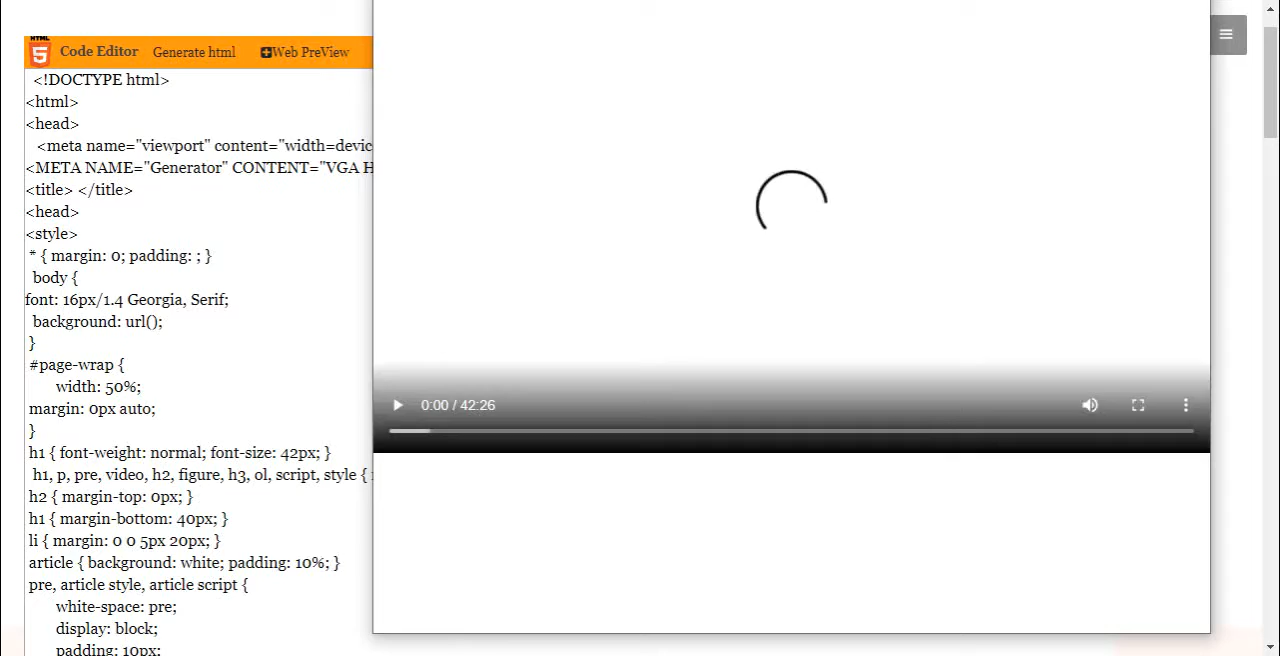 HTML
5
Code Editor Generate html Web PreView
<!DOCTYPE html>
<html>
<head>
<meta name="viewport" content="width=devic
<META NAME="Generator" CONTENT="VGA H
<title> </title>
<head>
<style>
* { margin: 0; padding: ; }
body {
font: 16px/1.4 Georgia, Serif;
background: url();
}
#page-wrap {
width: 50%;
margin: 0px auto;
}
h1 { font-weight: normal; font-size: 42px; }
h1, p, pre, video, h2, figure, h3, ol, script, style {
h2 { margin-top: 0px; }
h1 { margin-bottom: 40px; }
li { margin: 0 0 5px 20px; }
article { background: white; padding: 10%; }
pre, article style, article script {
white-space: pre;
display: block;
padding: 10px;
0:00 / 42:26